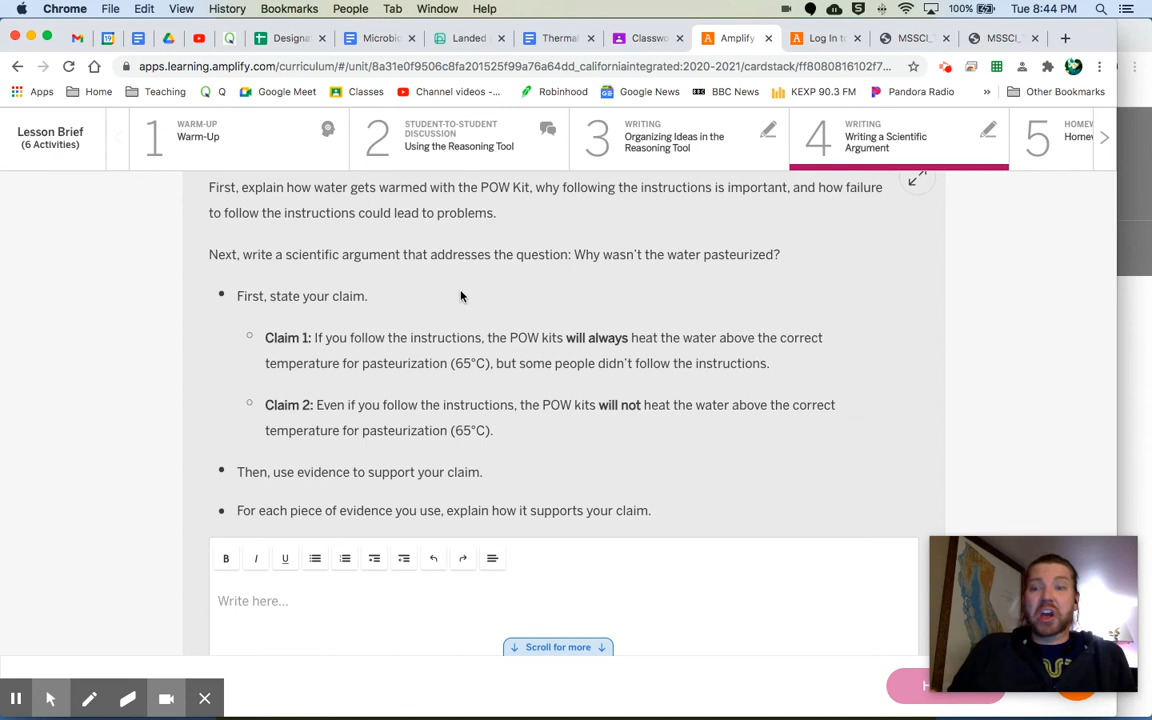 Chrome File Edit View History Bookmarks People Tab Window Help 100% Tue 8:44 PM
Designa Microbio Landed Thermal Classwo Amplify Log In to MSSCI_ MSSCI_
apps.learning.amplify.com/curriculum/#/unit/8a31e0f9506c8fa201525f99a76a64dd_californiaintegrated:2020-2021/cardstack/ff8080816102f7...
Apps Home Teaching Q Google Meet Classes Channel videos -... Robinhood Google News BBC News KEXP 90.3 FM Pandora Radio » Other Bookmarks
Lesson Brief
(6 Activities)
1 WARM-UP
Warm-Up
2 STUDENT-TO-STUDENT
DISCUSSION
Using the Reasoning Tool
3 WRITING
Organizing Ideas in the
Reasoning Tool
4 WRITING
Writing a Scientific
Argument
5
First, explain how water gets warmed with the POW Kit, why following the instructions is important, and how failure
to follow the instructions could lead to problems.
Next, write a scientific argument that addresses the question: Why wasn't the water pasteurized?
• First, state your claim.
○ Claim 1: If you follow the instructions, the POW kits will always heat the water above the correct
temperature for pasteurization (65°C), but some people didn't follow the instructions.
○ Claim 2: Even if you follow the instructions, the POW kits will not heat the water above the correct
temperature for pasteurization (65°C).
• Then, use evidence to support your claim.
• For each piece of evidence you use, explain how it supports your claim.
B I U
Write here...
↓ Scroll for more ↓